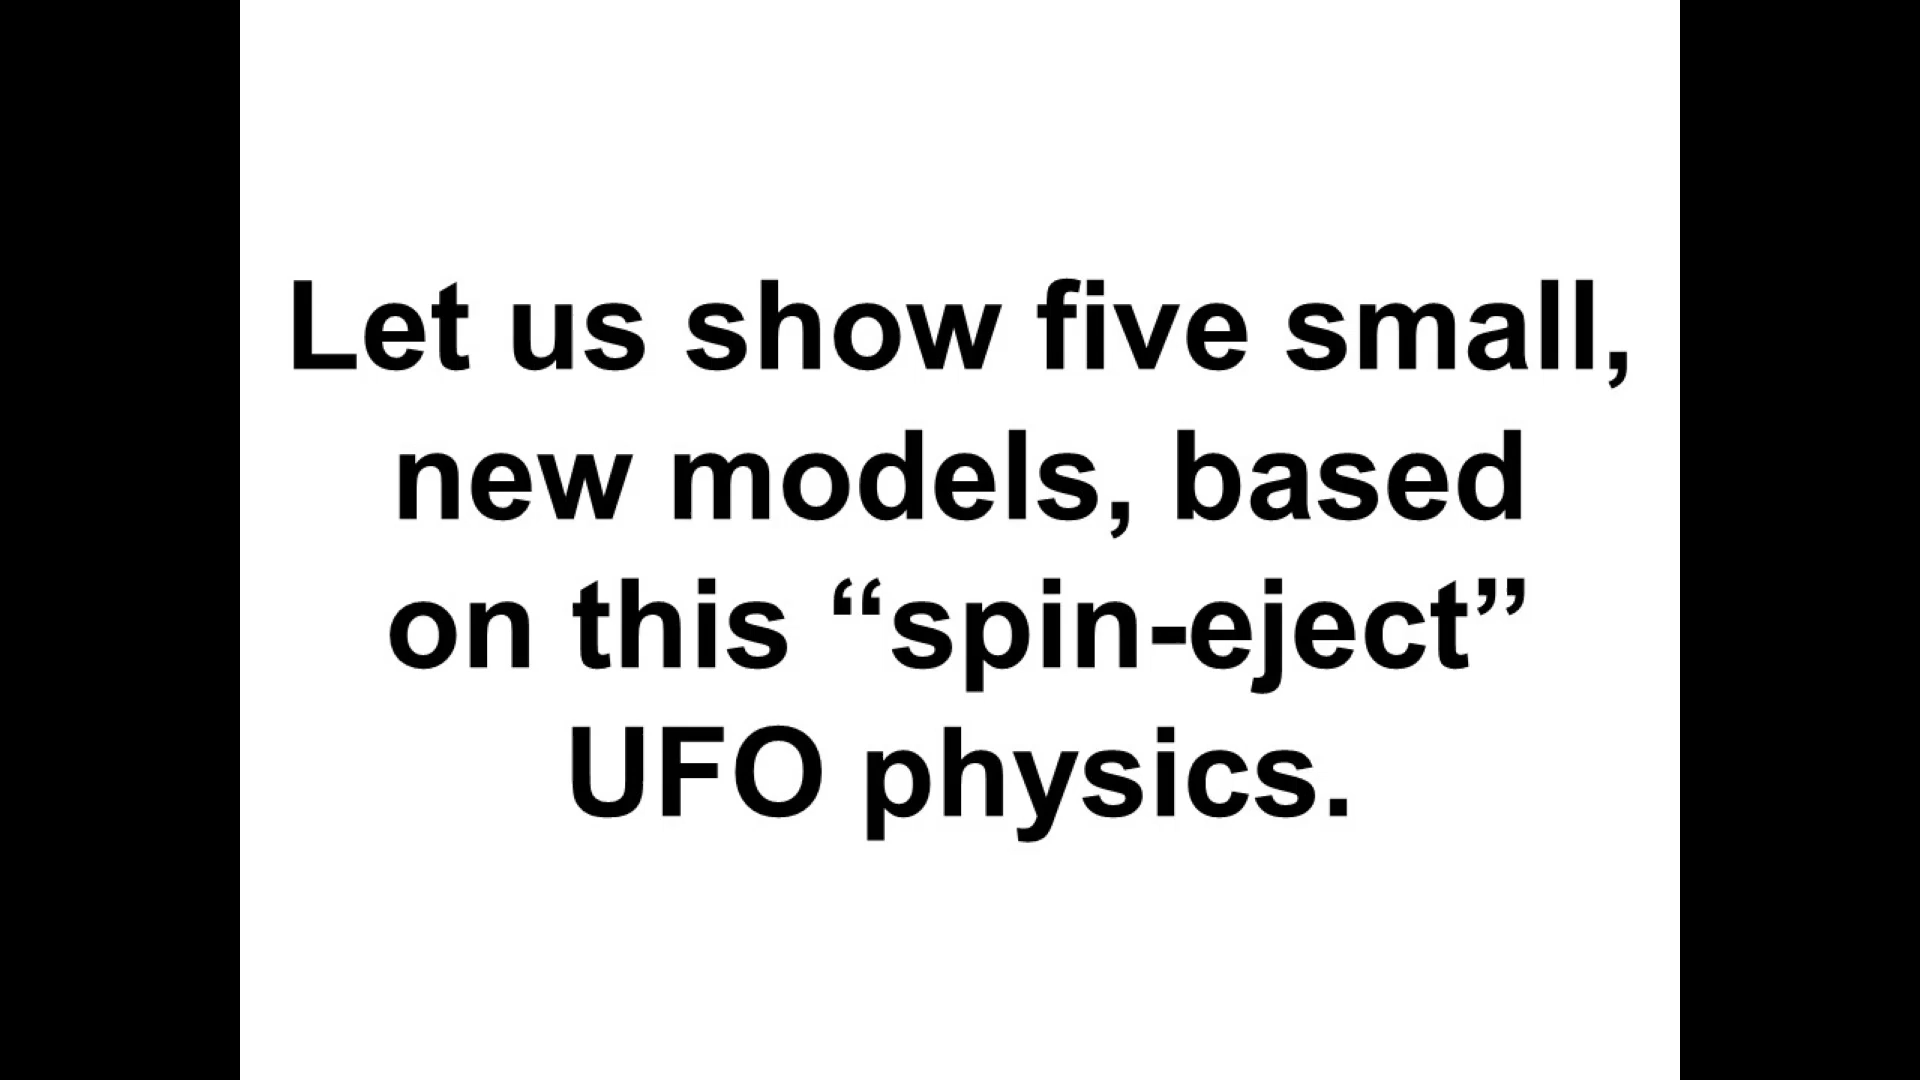 Let us show five small,
new models, based
on this “spin-eject”
UFO physics.